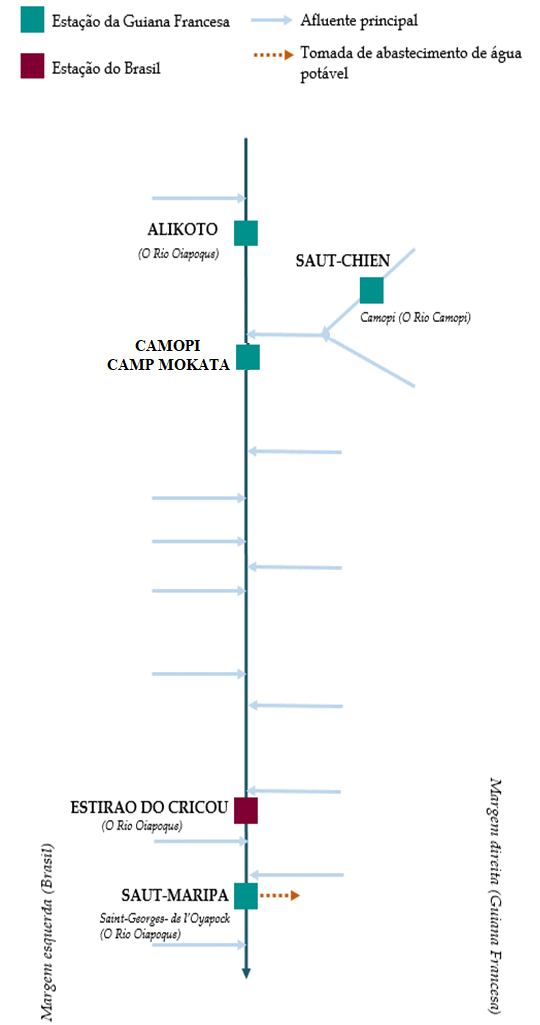 Estação da Guiana Francesa
Afluente principal
Estação do Brasil
Tomada de abastecimento de água
potável
ALIKOTO
(O Rio Oiapoque)
SAUT-CHIEN
Camopi (O Rio Camopi)
CAMOPI
CAMP MOKATA
ESTIRAO DO CRICOU
(O Rio Oiapoque)
SAUT-MARIPA
Saint-Georges- de l'Oyapock
(O Rio Oiapoque)
Margem esquerda (Brasil)
Margem direita (Guiana Francesa)